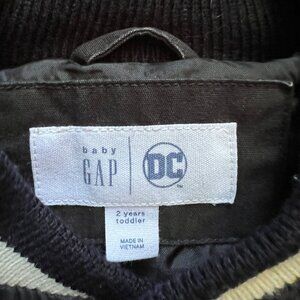 baby
GAP
DC
TM
2 years
toddler
MADE IN
VIETNAM